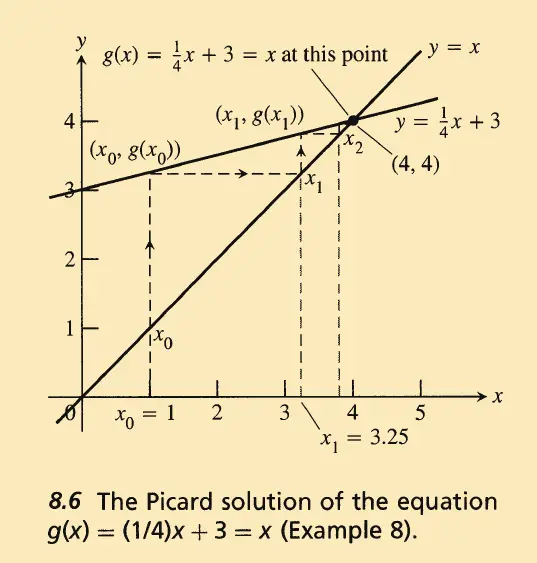 y
g(x) = 1/4x + 3 = x at this point
y = x
4
(x₁, g(x₁))
y = 1/4x + 3
x₂
(x₀, g(x₀))
(4, 4)
x₁
3
2
1
x₀
0
x₀ = 1
2
3
4
5
x
x₁ = 3.25
8.6 The Picard solution of the equation
g(x) = (1/4)x + 3 = x (Example 8).